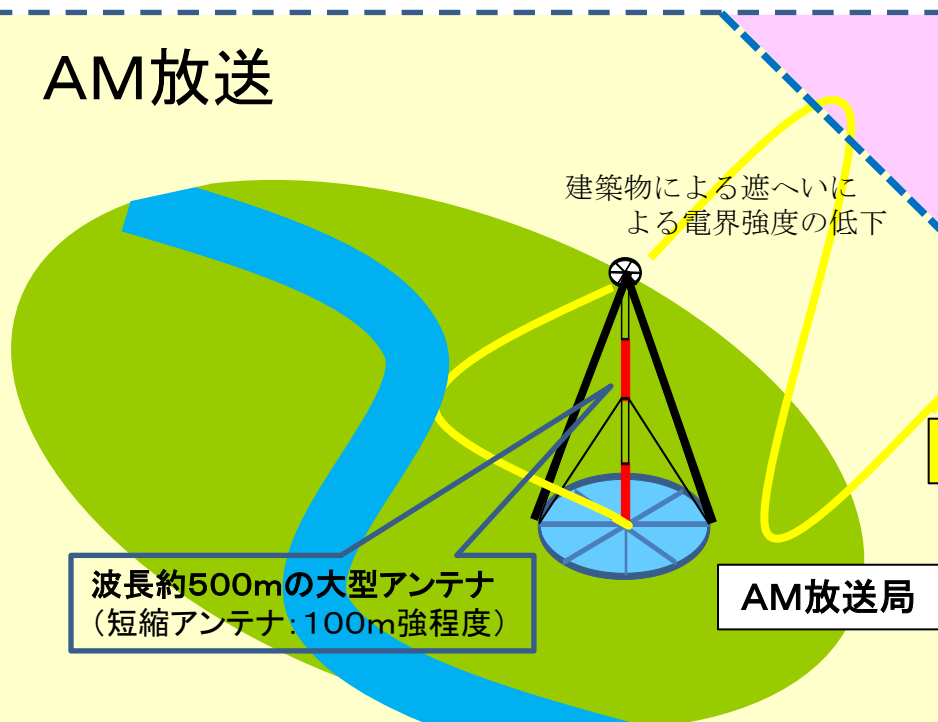 AM放送
建築物による遮へいに
よる電界強度の低下
波長約500mの大型アンテナ
（短縮アンテナ：100m強程度）
AM放送局